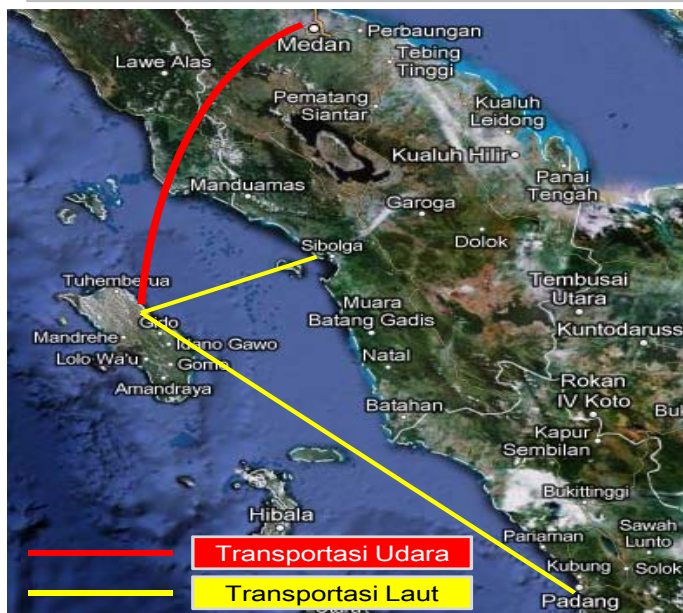 Medan
Perbaungan
Tebing
Tinggi
Lawe Alas
Pematang
Siantar
Kualuh
Leidong
Kualuh Hilir
Panai
Tengah
Manduamas
Garoga
Dolok
Sibolga
Tuhemberua
Tembusai
Utara
Muara
Batang Gadis
Gido
Mandrehe
Idano Gawo
Kuntodaruss
Lolo Wa'u
Gomo
Natal
Amandraya
Rokan
IV Koto
Batahan
Kapur
Sembilan
Bukittinggi
Hibala
Pariaman
Sawah
Lunto
Kubung
Solok
Padang
Transportasi Udara
Transportasi Laut